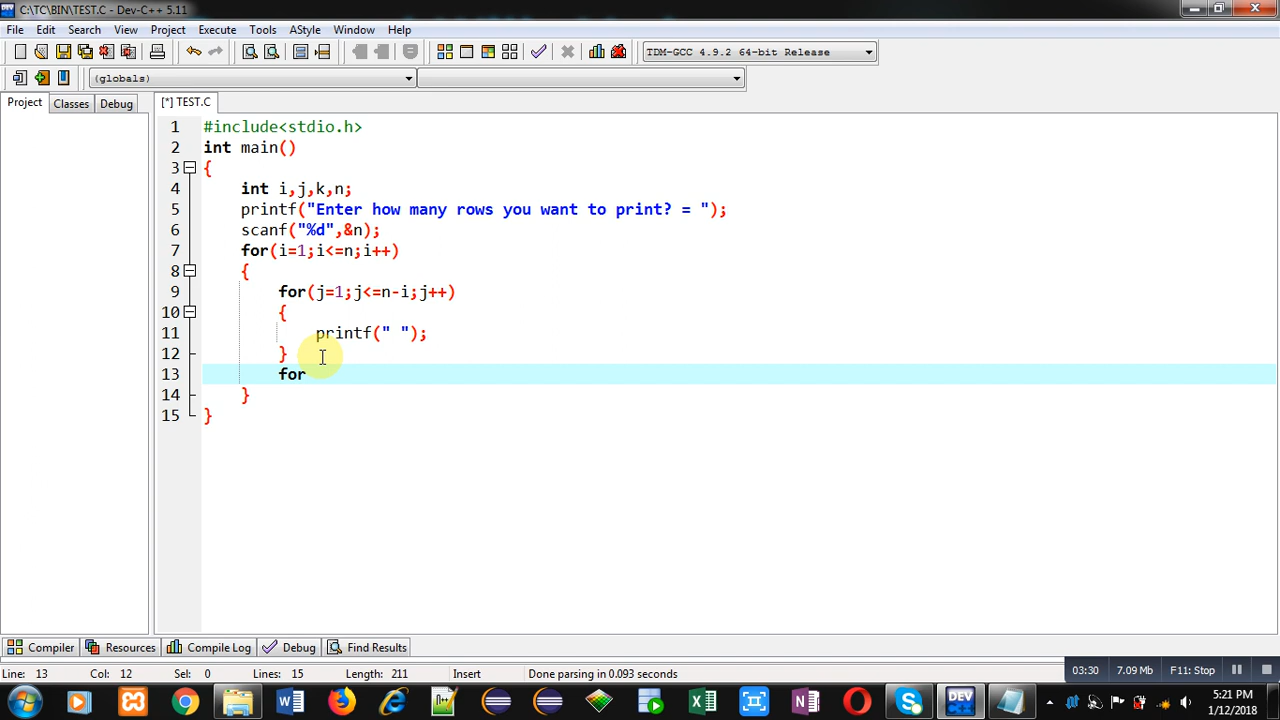 C:\TC\BIN\TEST.C - Dev-C++ 5.11
File Edit Search View Project Execute Tools AStyle Window Help
TDM-GCC 4.9.2 64-bit Release
(globals)
Project Classes Debug [*] TEST.C
1 #include<stdio.h>
2 int main()
3 {
4 int i,j,k,n;
5 printf("Enter how many rows you want to print? = ");
6 scanf("%d",&n);
7 for(i=1;i<=n;i++)
8 {
9 for(j=1;j<=n-i;j++)
10 {
11 printf(" ");
12 }
13 for
14 }
15 }
Compiler Resources Compile Log Debug Find Results
Line: 13 Col: 12 Sel: 0 Lines: 15 Length: 211 Insert Done parsing in 0.093 seconds
03:30 7.09 Mb F11: Stop
DEV
5:21 PM
1/12/2018